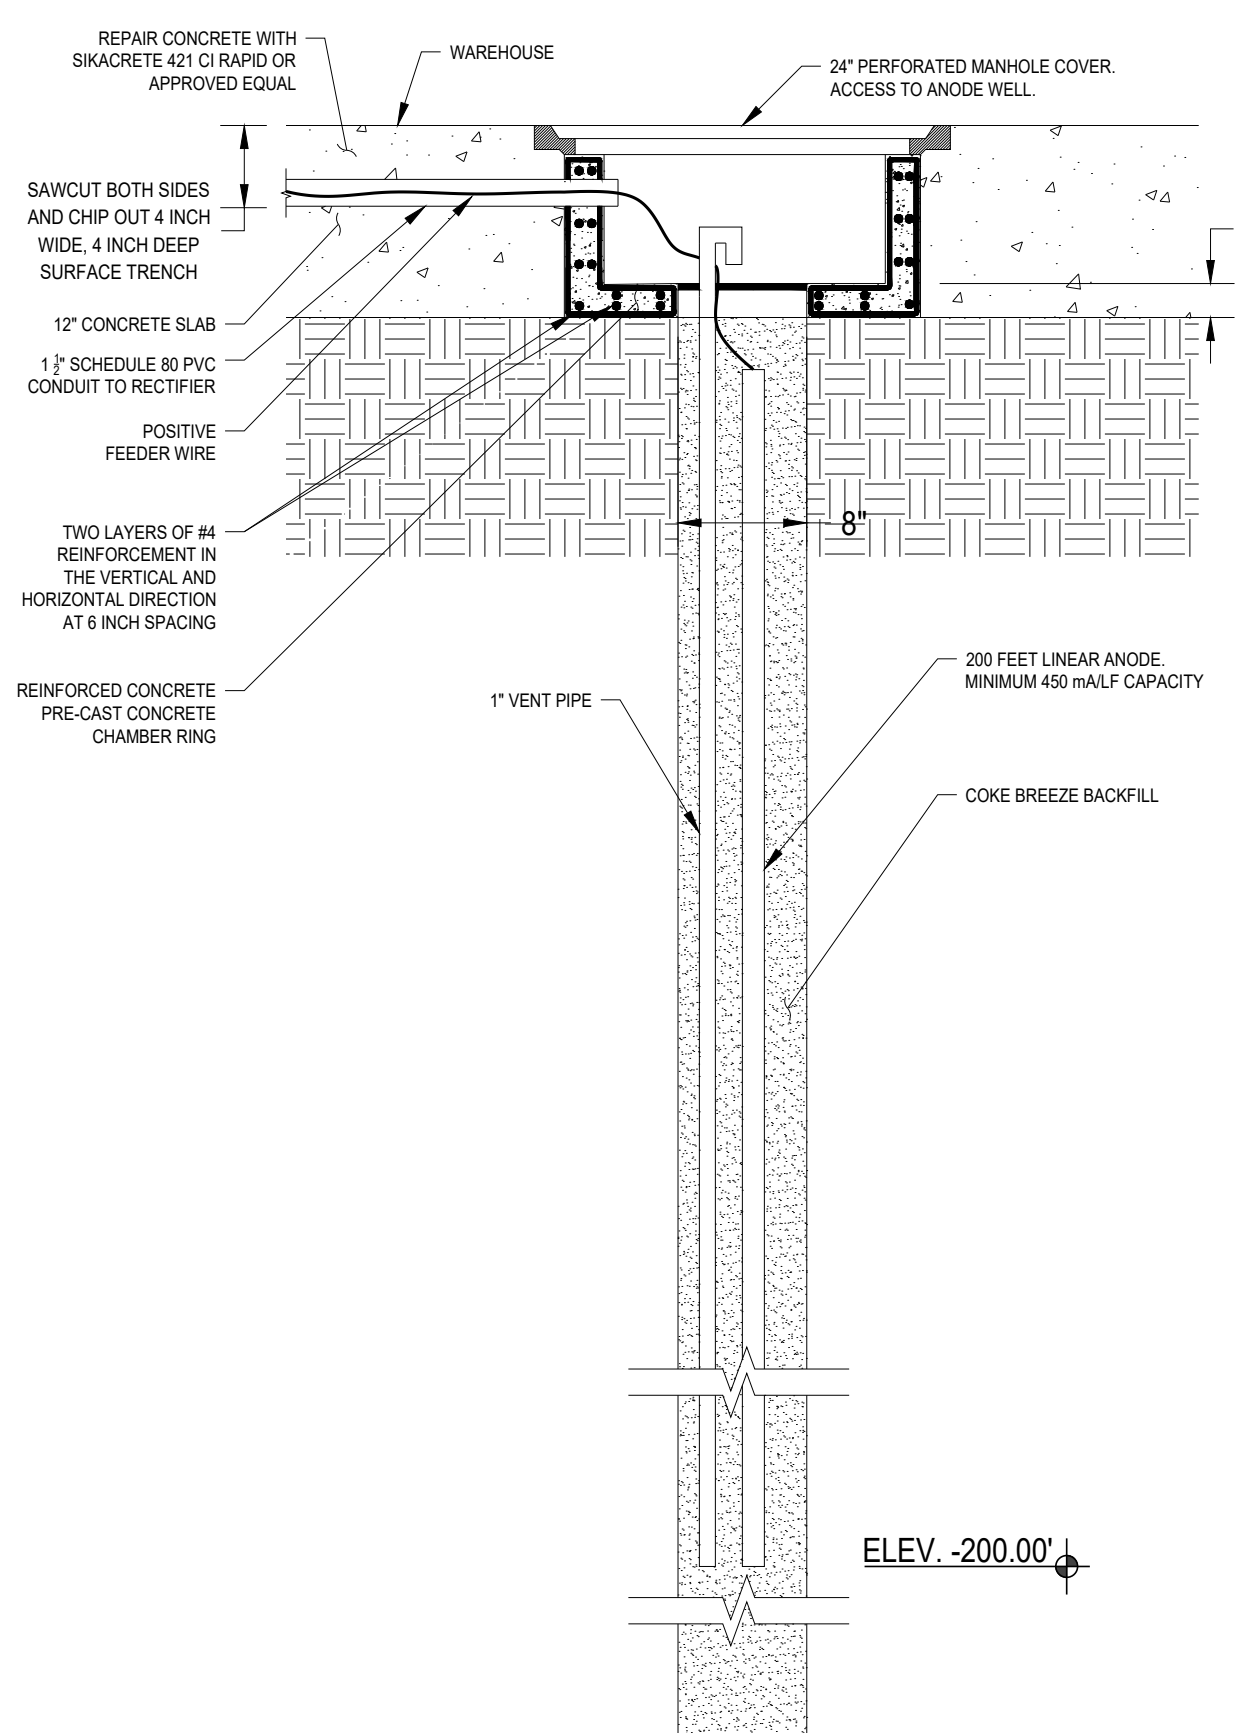 REPAIR CONCRETE WITH
SIKACRETE 421 CI RAPID OR
APPROVED EQUAL
WAREHOUSE
24" PERFORATED MANHOLE COVER.
ACCESS TO ANODE WELL.
SAWCUT BOTH SIDES
AND CHIP OUT 4 INCH
WIDE, 4 INCH DEEP
SURFACE TRENCH
12" CONCRETE SLAB
1 1/2" SCHEDULE 80 PVC
CONDUIT TO RECTIFIER
POSITIVE
FEEDER WIRE
TWO LAYERS OF #4
REINFORCEMENT IN
THE VERTICAL AND
HORIZONTAL DIRECTION
AT 6 INCH SPACING
8"
REINFORCED CONCRETE
PRE-CAST CONCRETE
CHAMBER RING
1" VENT PIPE
200 FEET LINEAR ANODE.
MINIMUM 450 mA/LF CAPACITY
COKE BREEZE BACKFILL
ELEV. -200.00'